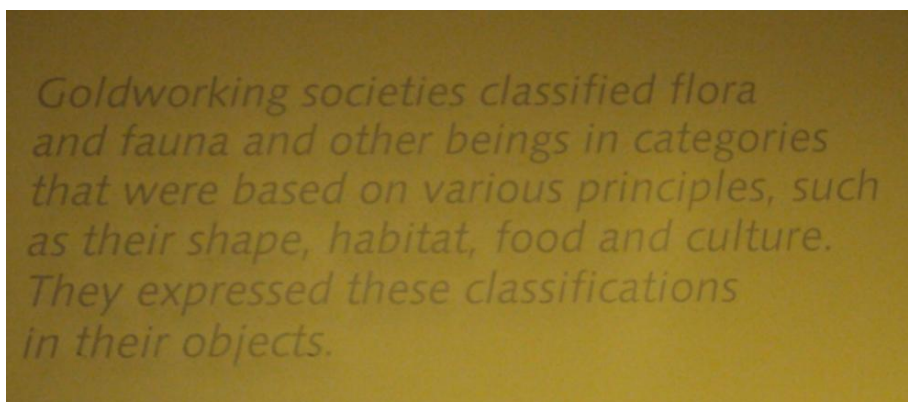 Goldworking societies classified flora
and fauna and other beings in categories
that were based on various principles, such
as their shape, habitat, food and culture.
They expressed these classifications
in their objects.